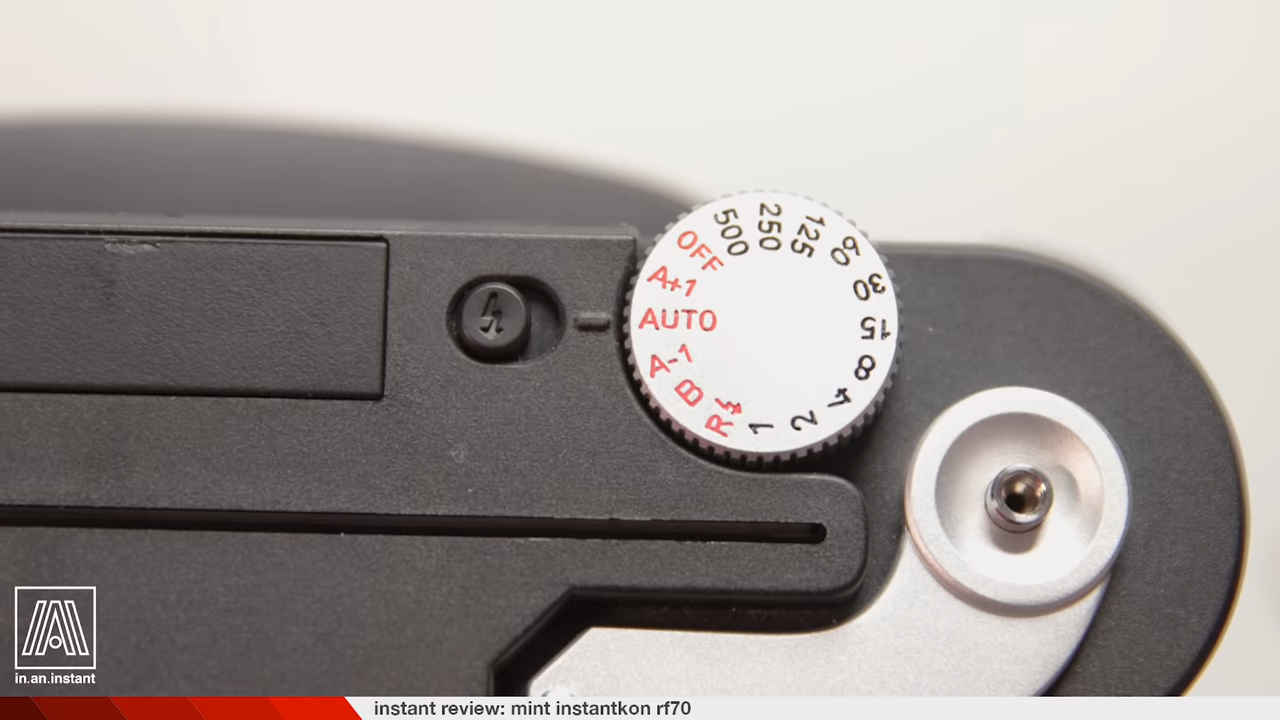 500
250
125
60
30
15
8
4
2
1
R
B
A-1
AUTO
A+1
OFF
in.an.instant
instant review: mint instantkon rf70